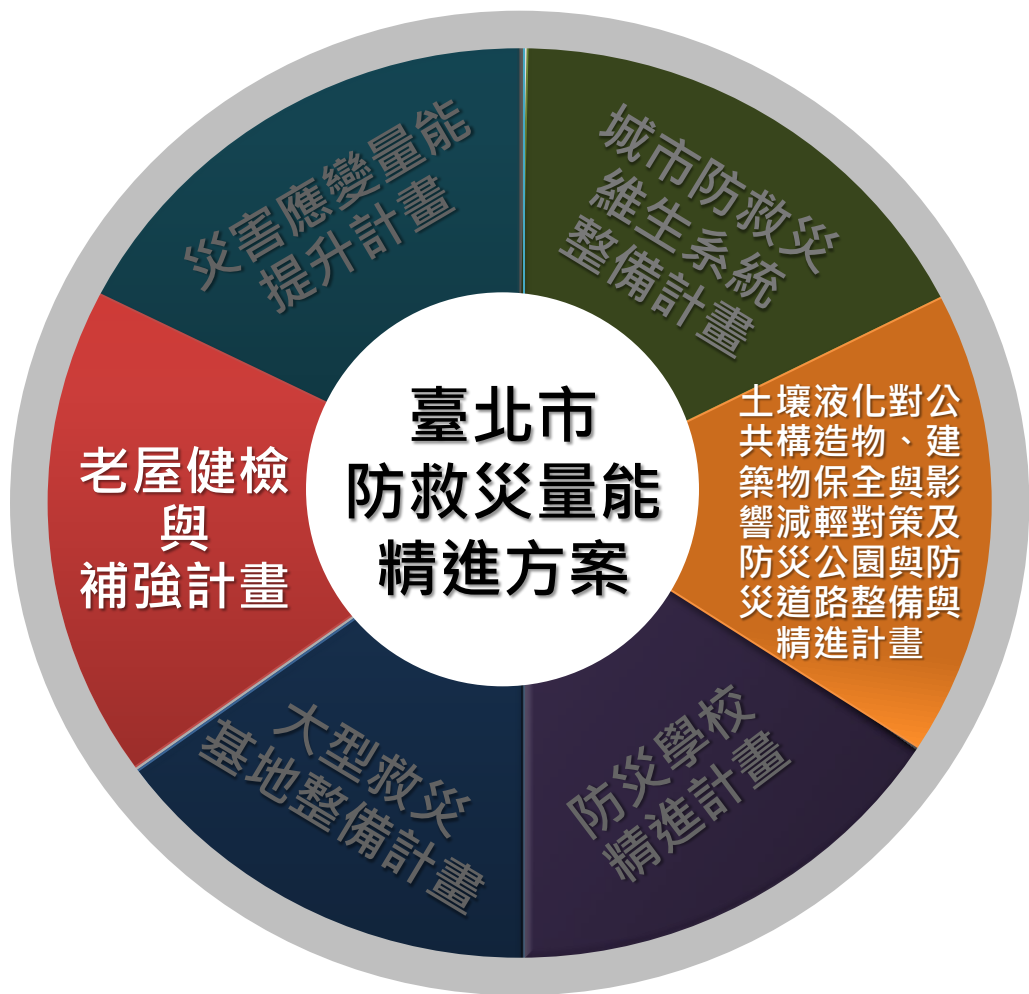 災害應變量能
提升計畫
城市防救災
維生系統
整備計畫
臺北市
防救災量能
精進方案
老屋健檢
與
補強計畫
土壤液化對公
共構造物、建
築物保全與影
響減輕對策及
防災公園與防
災道路整備與
精進計畫
大型救災
基地整備計畫
防災學校
精進計畫